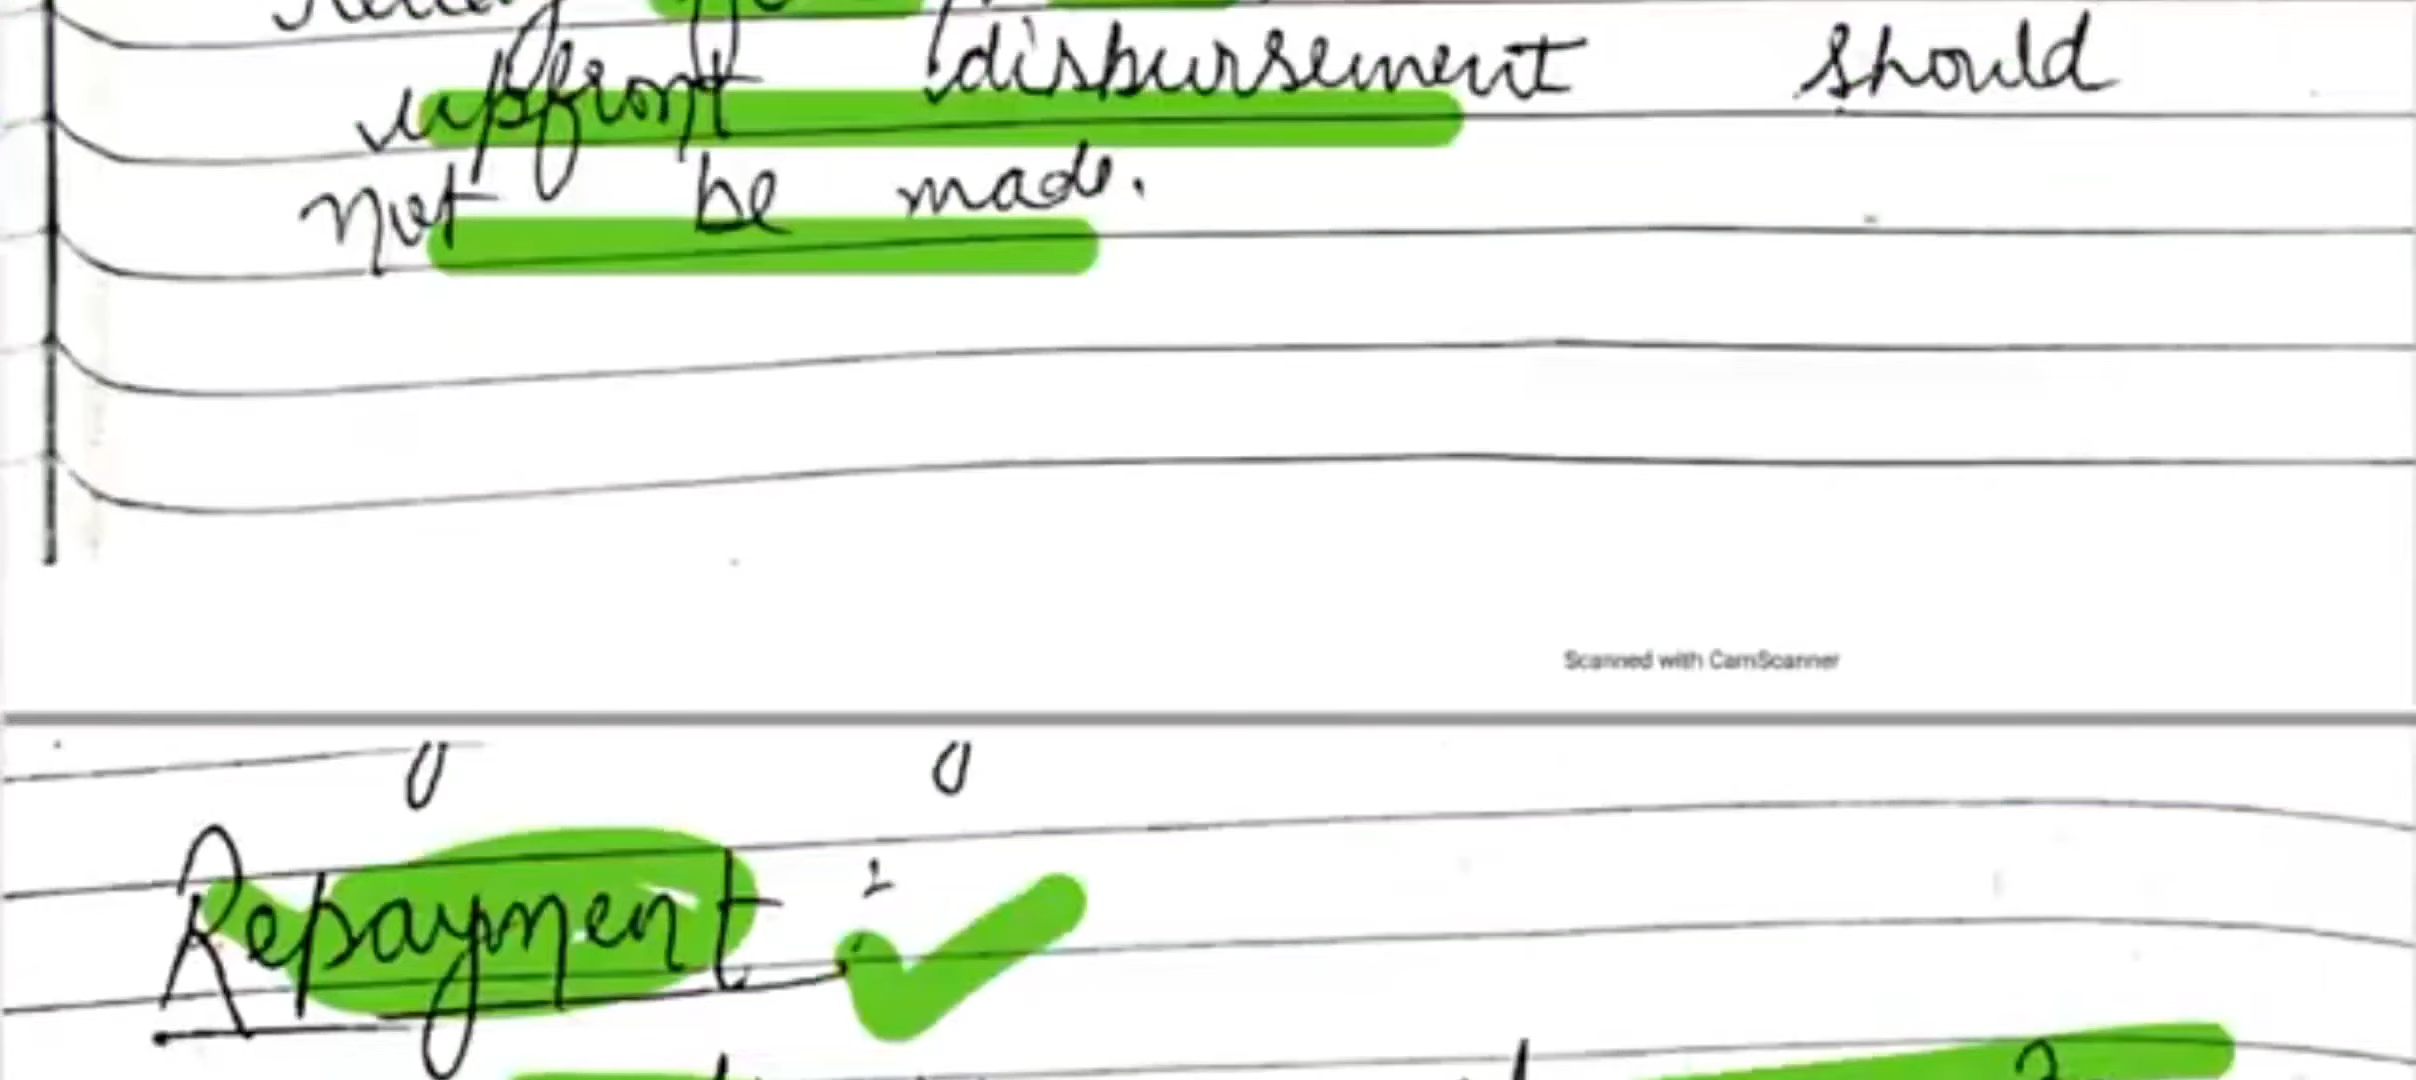 upfront disbursement should
not be made.
Scanned with CamScanner
Repayment :